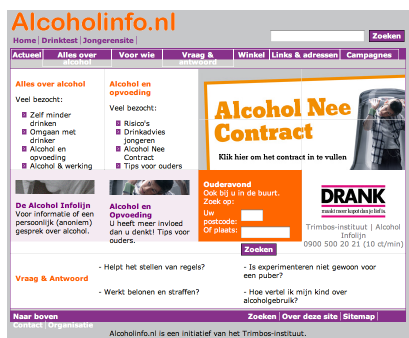 Alcoholinfo.nl
Home | Drinktest | Jongerensite |
Zoeken
Actueel | Alles over alcohol | Voor wie | Vraag & antwoord | Winkel | Links & adressen | Campagnes
Alles over alcohol
Veel bezocht:
Zelf minder
drinken
Omgaan met
drinker
Alcohol en
opvoeding
Alcohol & werking
Alcohol en
opvoeding
Veel bezocht:
Risico's
Drinkadvies
jongeren
Alcohol Nee
Contract
Tips voor ouders
Alcohol Nee
Contract
Klik hier om het contract in te vullen
De Alcohol Infolijn
Voor informatie of een
persoonlijk (anoniem)
gesprek over alcohol.
Alcohol en
Opvoeding
U heeft meer invloed
dan u denkt! Tips voor
ouders.
Ouderavond
Ook bij u in de buurt.
Zoek op:
Uw
postcode:
Of plaats:
Zoeken
DRANK
maakt meer kapot dan je lief is.
Trimbos-instituut | Alcohol
Infolijn
0900 500 20 21 (10 ct/min)
Vraag & Antwoord
- Helpt het stellen van regels?
- Werkt belonen en straffen?
- Is experimenteren niet gewoon voor
een puber?
- Hoe vertel ik mijn kind over
alcoholgebruik?
Naar boven
Zoeken | Over deze site | Sitemap |
Contact | Organisatie
Alcoholinfo.nl is een initiatief van het Trimbos-instituut.